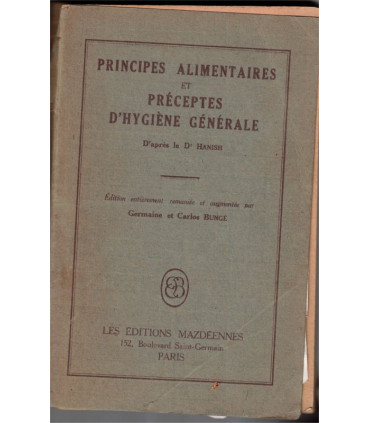 PRINCIPES ALIMENTAIRES
ET
PRÉCEPTES
D'HYGIÈNE GÉNÉRALE
D'après le Dr HANISH
Édition entièrement remaniée et augmentée par
Germaine et Carlos BUNGE
LES ÉDITIONS MAZDÉENNES
152, Boulevard Saint-Germain
PARIS